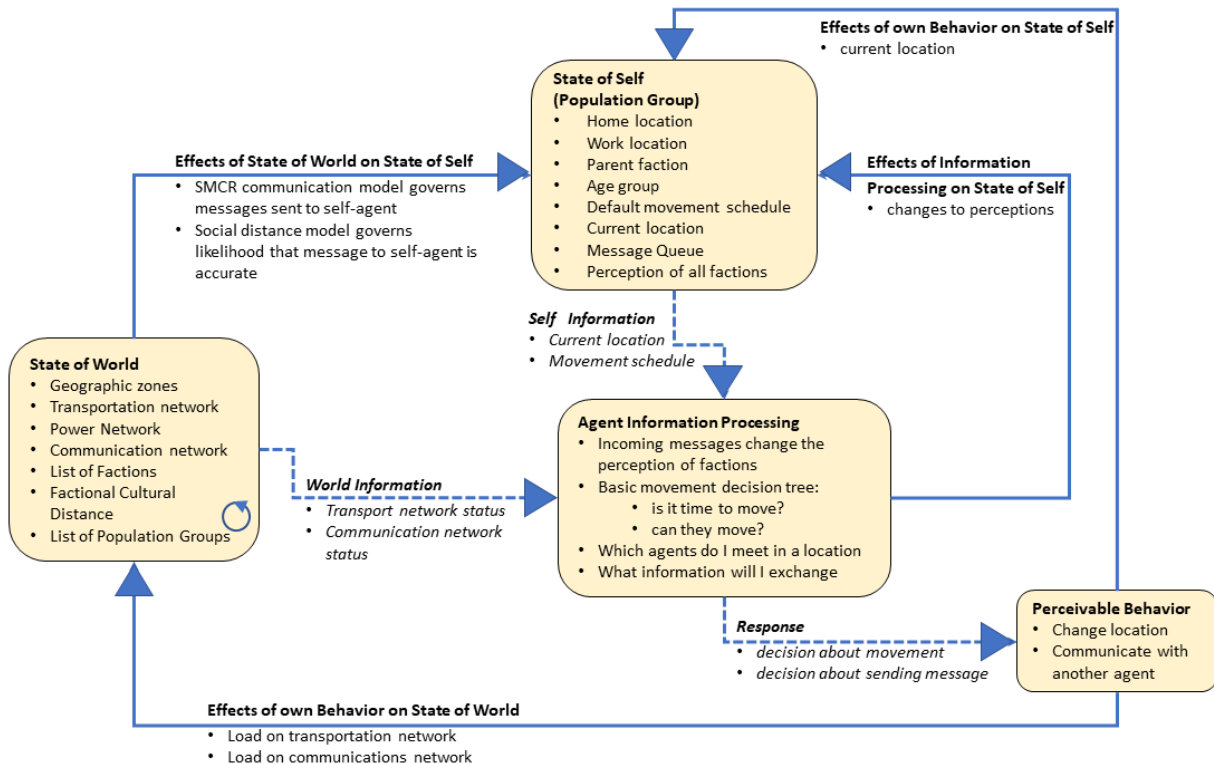 Effects of own Behavior on State of Self
• current location
State of Self
(Population Group)
• Home location
• Work location
• Parent faction
• Age group
• Default movement schedule
• Current location
• Message Queue
• Perception of all factions
Effects of State of World on State of Self
• SMCR communication model governs
messages sent to self-agent
• Social distance model governs
likelihood that message to self-agent is
accurate
Effects of Information
Processing on State of Self
• changes to perceptions
Self Information
• Current location
• Movement schedule
State of World
• Geographic zones
• Transportation network
• Power Network
• Communication network
• List of Factions
• Factional Cultural
Distance
• List of Population Groups
World Information
• Transport network status
• Communication network
status
Agent Information Processing
• Incoming messages change the
perception of factions
• Basic movement decision tree:
• is it time to move?
• can they move?
• Which agents do I meet in a location
• What information will I exchange
Response
• decision about movement
• decision about sending message
Perceivable Behavior
• Change location
• Communicate with
another agent
Effects of own Behavior on State of World
• Load on transportation network
• Load on communications network